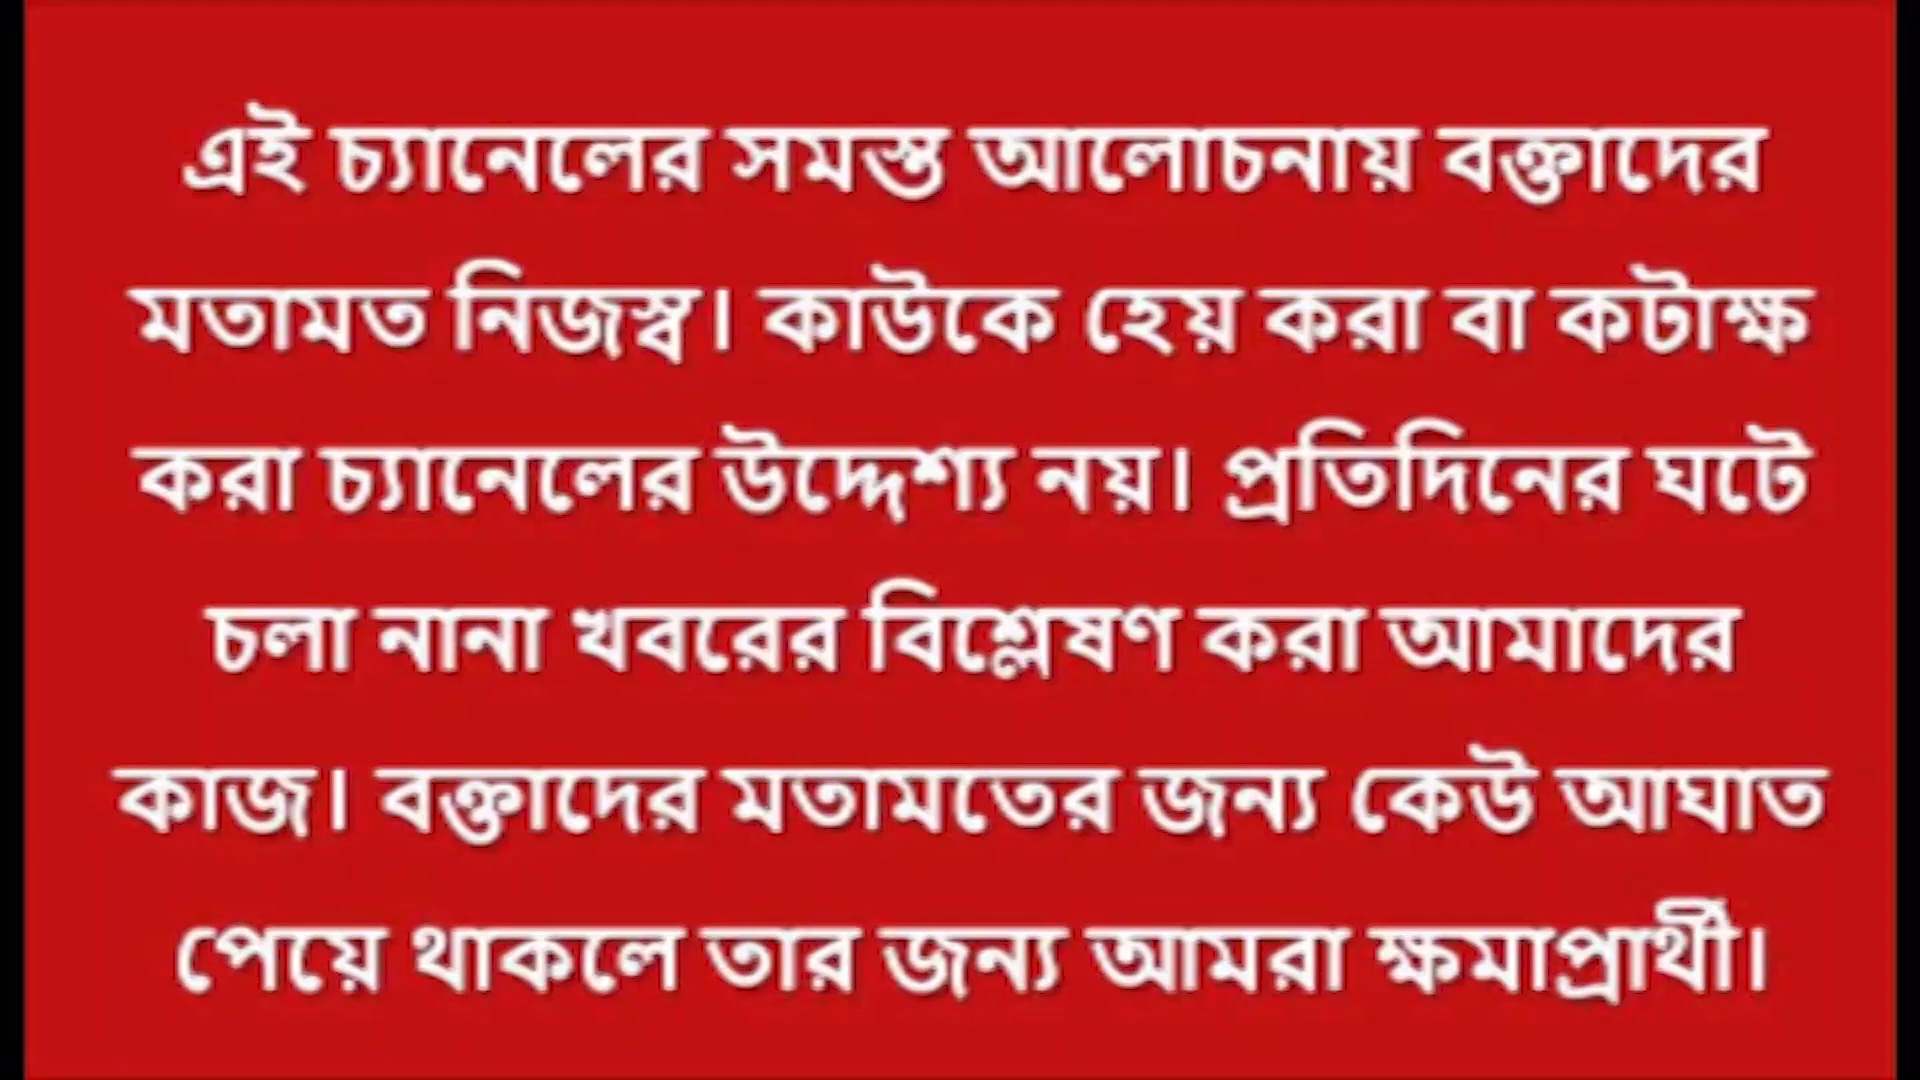 এই চ্যানেলের সমস্ত আলোচনায় বক্তাদের
মতামত নিজস্ব। কাউকে হেয় করা বা কটাক্ষ
করা চ্যানেলের উদ্দেশ্য নয়। প্রতিদিনের ঘটে
চলা নানা খবরের বিশ্লেষণ করা আমাদের
কাজ। বক্তাদের মতামতের জন্য কেউ আঘাত
পেয়ে থাকলে তার জন্য আমরা ক্ষমাপ্রার্থী।